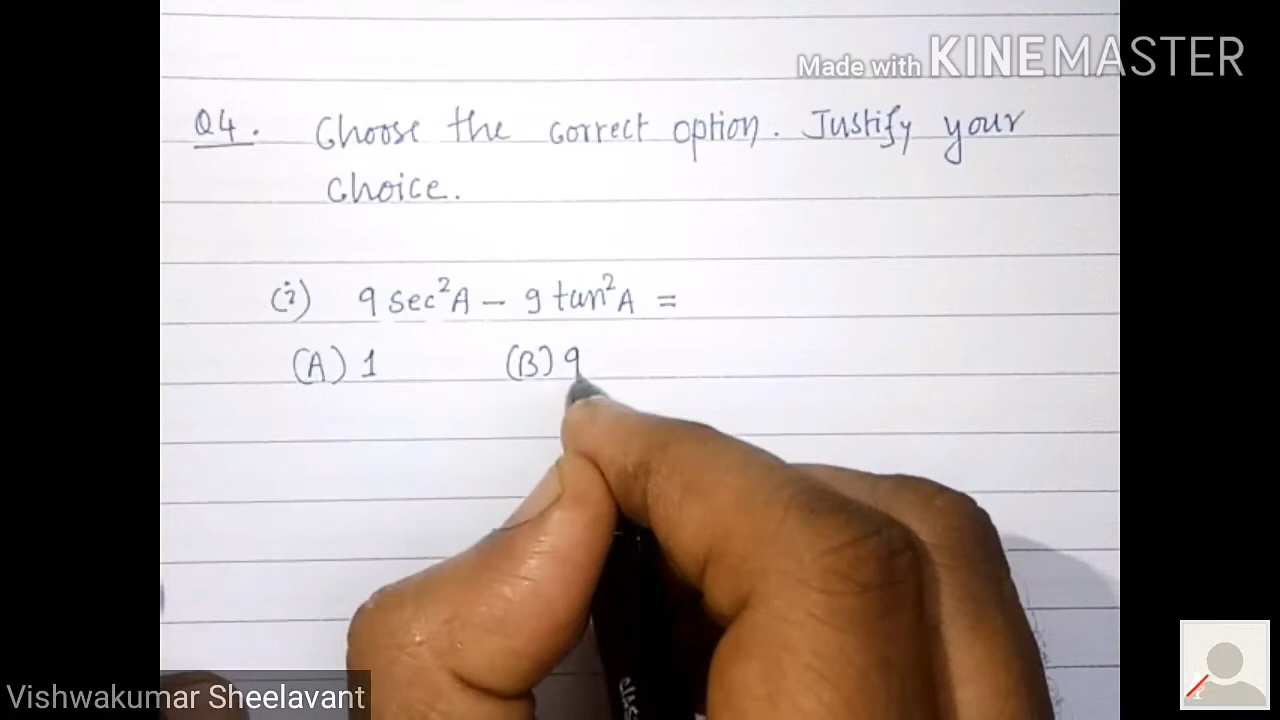 Made with KINEMASTER
Q4. Choose the correct option. Justify your
choice.
(i) 9 sec²A – 9 tan²A =
(A) 1 (B) 9
Vishwakumar Sheelavant